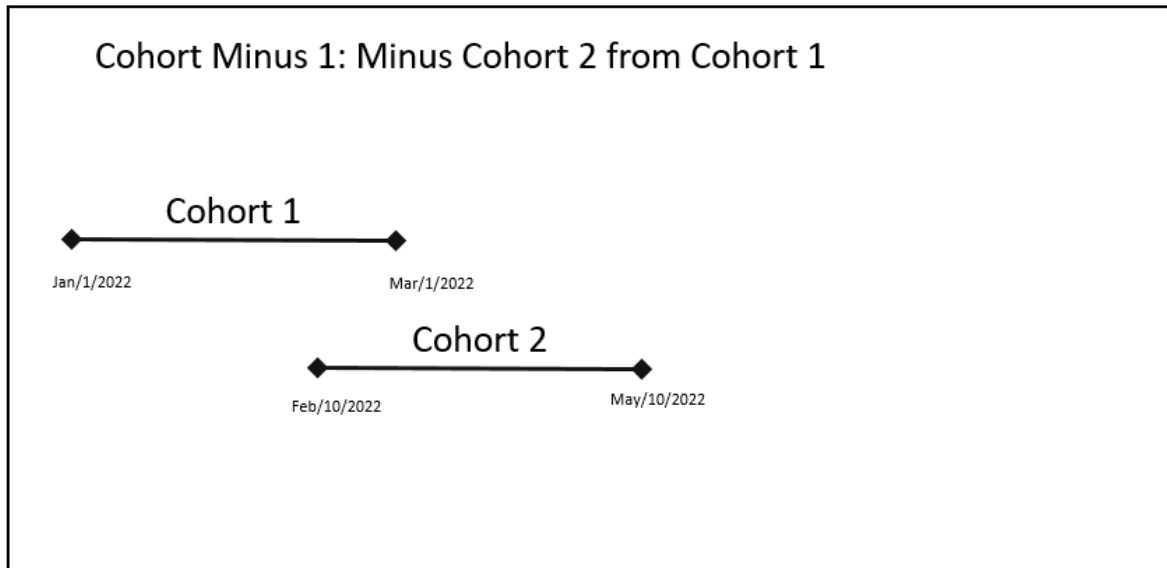 Cohort Minus 1: Minus Cohort 2 from Cohort 1
Cohort 1
Jan/1/2022
Mar/1/2022
Cohort 2
Feb/10/2022
May/10/2022